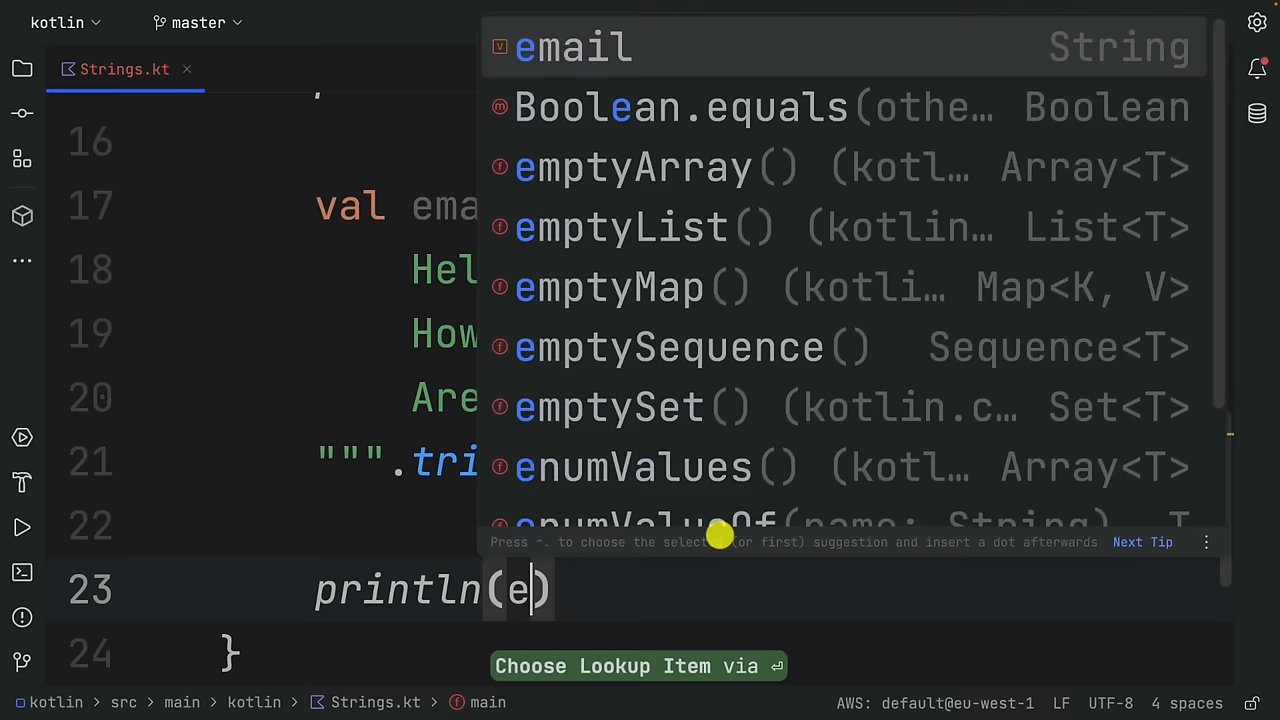 kotlin master
Strings.kt
email String
Boolean.equals(othe… Boolean
emptyArray() (kotl… Array<T>
emptyList() (kotlin… List<T>
emptyMap() (kotli… Map<K, V>
emptySequence() Sequence<T>
emptySet() (kotlin.c… Set<T>
enumValues() (kotl… Array<T>
enumValueOf(name: String) T
Press ^. to choose the selected (or first) suggestion and insert a dot afterwards Next Tip
16
17 val ema
18 Hel
19 How
20 Are
21 """.tri
22
23 println(e)
24 }
Choose Lookup Item via ⏎
kotlin > src > main > kotlin > Strings.kt > main AWS: default@eu-west-1 LF UTF-8 4 spaces